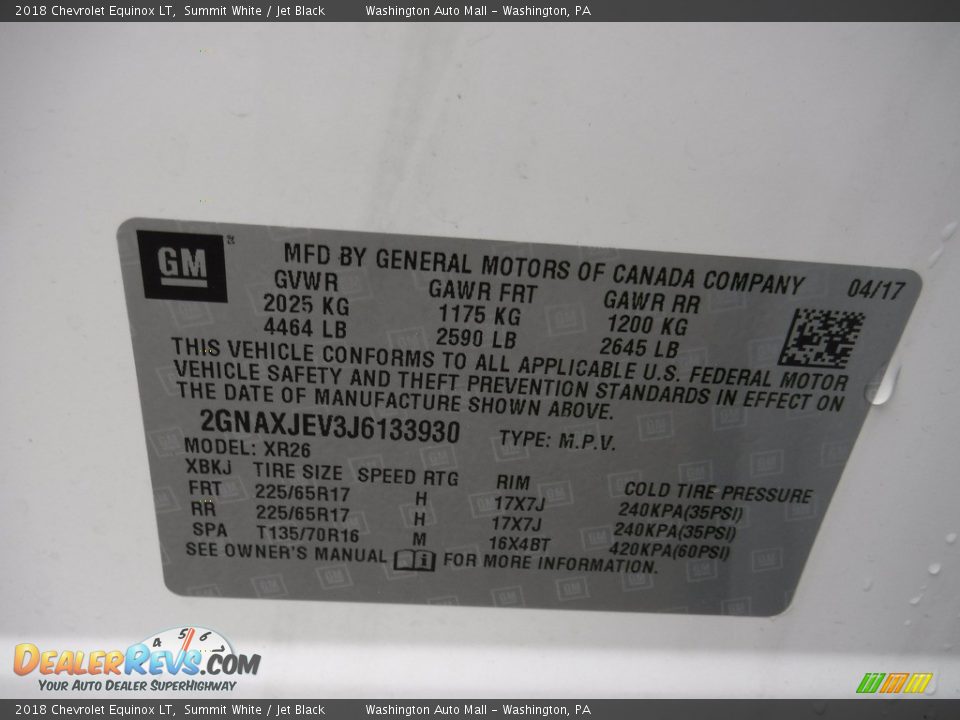 2018 Chevrolet Equinox LT, Summit White / Jet Black Washington Auto Mall - Washington, PA
GM
MFD BY GENERAL MOTORS OF CANADA COMPANY 04/17
GVWR GAWR FRT GAWR RR
2025 KG 1175 KG 1200 KG
4464 LB 2590 LB 2645 LB
THIS VEHICLE CONFORMS TO ALL APPLICABLE U.S. FEDERAL MOTOR
VEHICLE SAFETY AND THEFT PREVENTION STANDARDS IN EFFECT ON
THE DATE OF MANUFACTURE SHOWN ABOVE.
2GNAXJEV3J6133930 TYPE: M.P.V.
MODEL: XR26
XBKJ TIRE SIZE SPEED RTG RIM COLD TIRE PRESSURE
FRT 225/65R17 H 17X7J 240KPA(35PSI)
RR 225/65R17 H 17X7J 240KPA(35PSI)
SPA T135/70R16 M 16X4BT 420KPA(60PSI)
SEE OWNER'S MANUAL i FOR MORE INFORMATION.
4 5 6
DEALERREVS.COM
YOUR AUTO DEALER SUPERHIGHWAY
2018 Chevrolet Equinox LT, Summit White / Jet Black Washington Auto Mall - Washington, PA